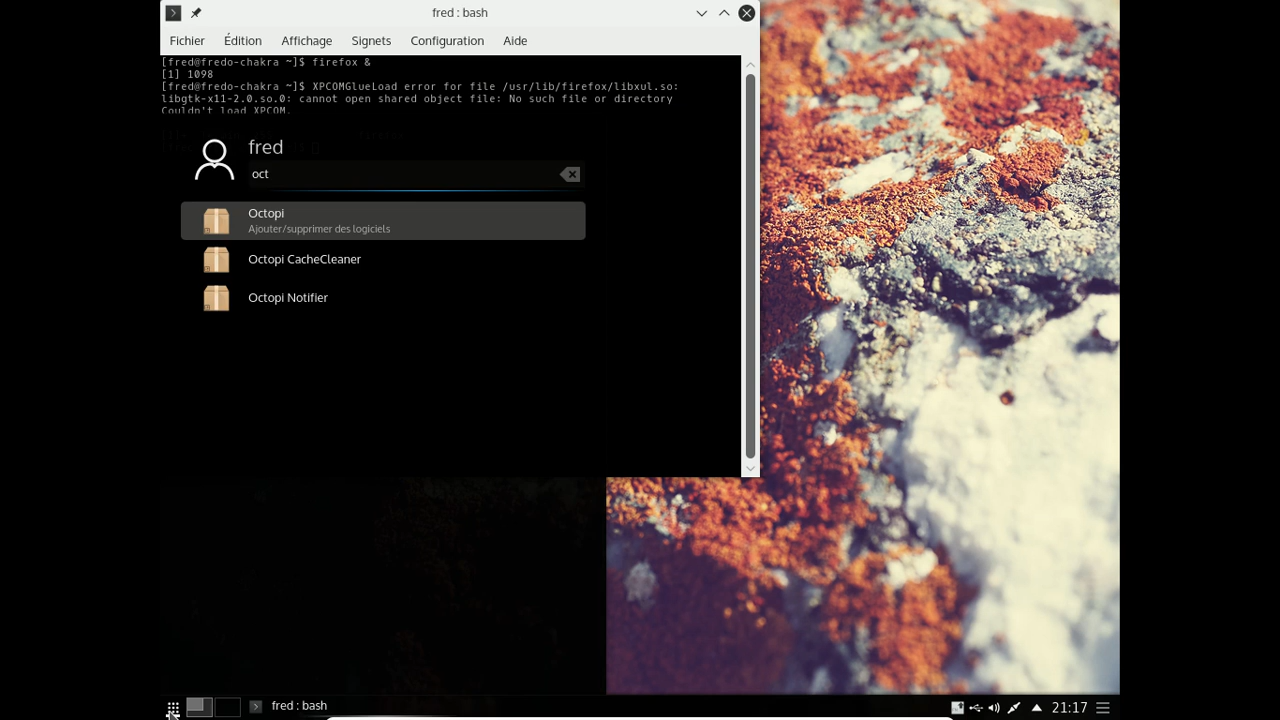 fred : bash
Fichier Édition Affichage Signets Configuration Aide
[fred@fredo-chakra ~]$ firefox &
[1] 1098
[fred@fredo-chakra ~]$ XPCOMGlueLoad error for file /usr/lib/firefox/libxul.so:
libgtk-x11-2.0.so.0: cannot open shared object file: No such file or directory
Couldn't load XPCOM.
fred
oct
Octopi
Ajouter/supprimer des logiciels
Octopi CacheCleaner
Octopi Notifier
fred : bash
21:17